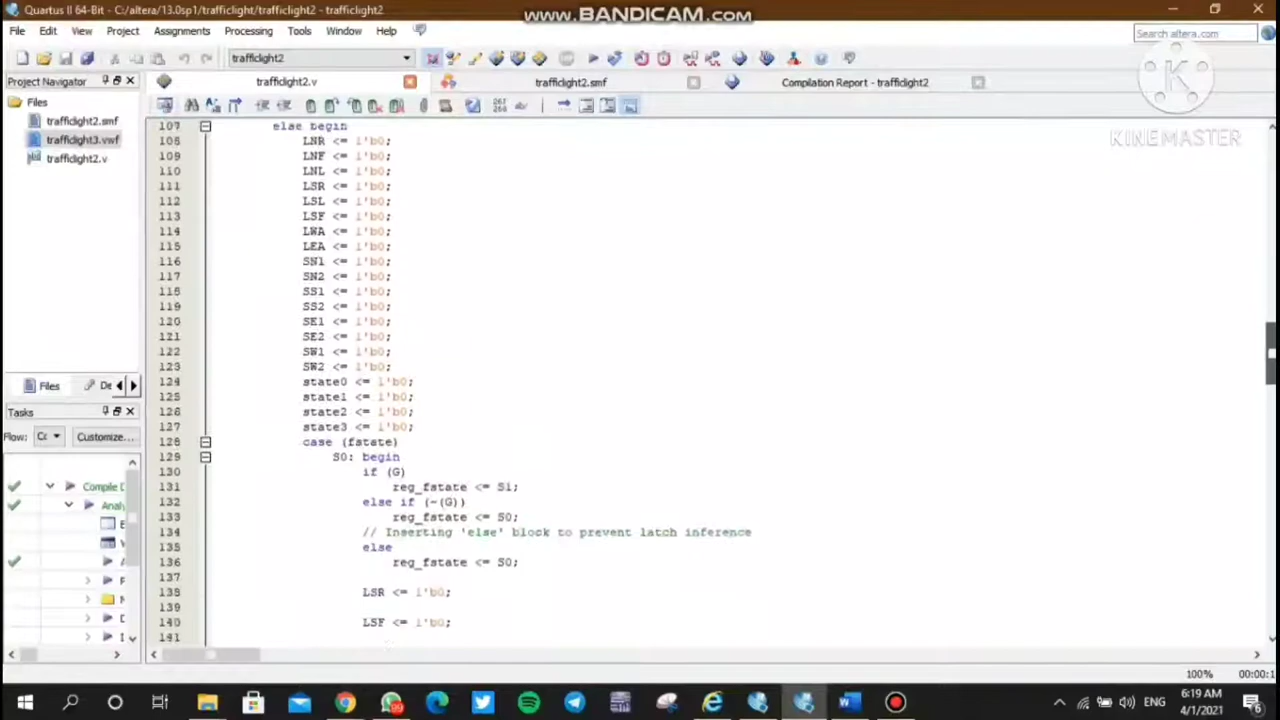 Quartus II 64-Bit - C:/altera/13.0sp1/trafficlight/trafficlight2 - trafficlight2
www.BANDICAM.com
File Edit View Project Assignments Processing Tools Window Help
Search altera.com
trafficlight2
K
KINEMASTER
Project Navigator
trafficlight2.v
trafficlight2.smf
Compilation Report - trafficlight2
Files
trafficlight2.smf
trafficlight3.vwf
trafficlight2.v
107 else begin
108 LNR <= 1'b0;
109 LNF <= 1'b0;
110 LNL <= 1'b0;
111 LSR <= 1'b0;
112 LSL <= 1'b0;
113 LSF <= 1'b0;
114 LWA <= 1'b0;
115 LEA <= 1'b0;
116 SN1 <= 1'b0;
117 SN2 <= 1'b0;
118 SS1 <= 1'b0;
119 SS2 <= 1'b0;
120 SE1 <= 1'b0;
121 SE2 <= 1'b0;
122 SW1 <= 1'b0;
123 SW2 <= 1'b0;
124 state0 <= 1'b0;
125 state1 <= 1'b0;
126 state2 <= 1'b0;
127 state3 <= 1'b0;
128 case (fstate)
129 S0: begin
130 if (G)
131 reg_fstate <= S1;
132 else if (~(G))
133 reg_fstate <= S0;
134 // Inserting 'else' block to prevent latch inference
135 else
136 reg_fstate <= S0;
137
138 LSR <= 1'b0;
139
140 LSF <= 1'b0;
141
Files De
Tasks
Flow: Co Customize...
Compile D
Analy
100% 00:00:1
99
ENG
6:19 AM
4/1/2021
6